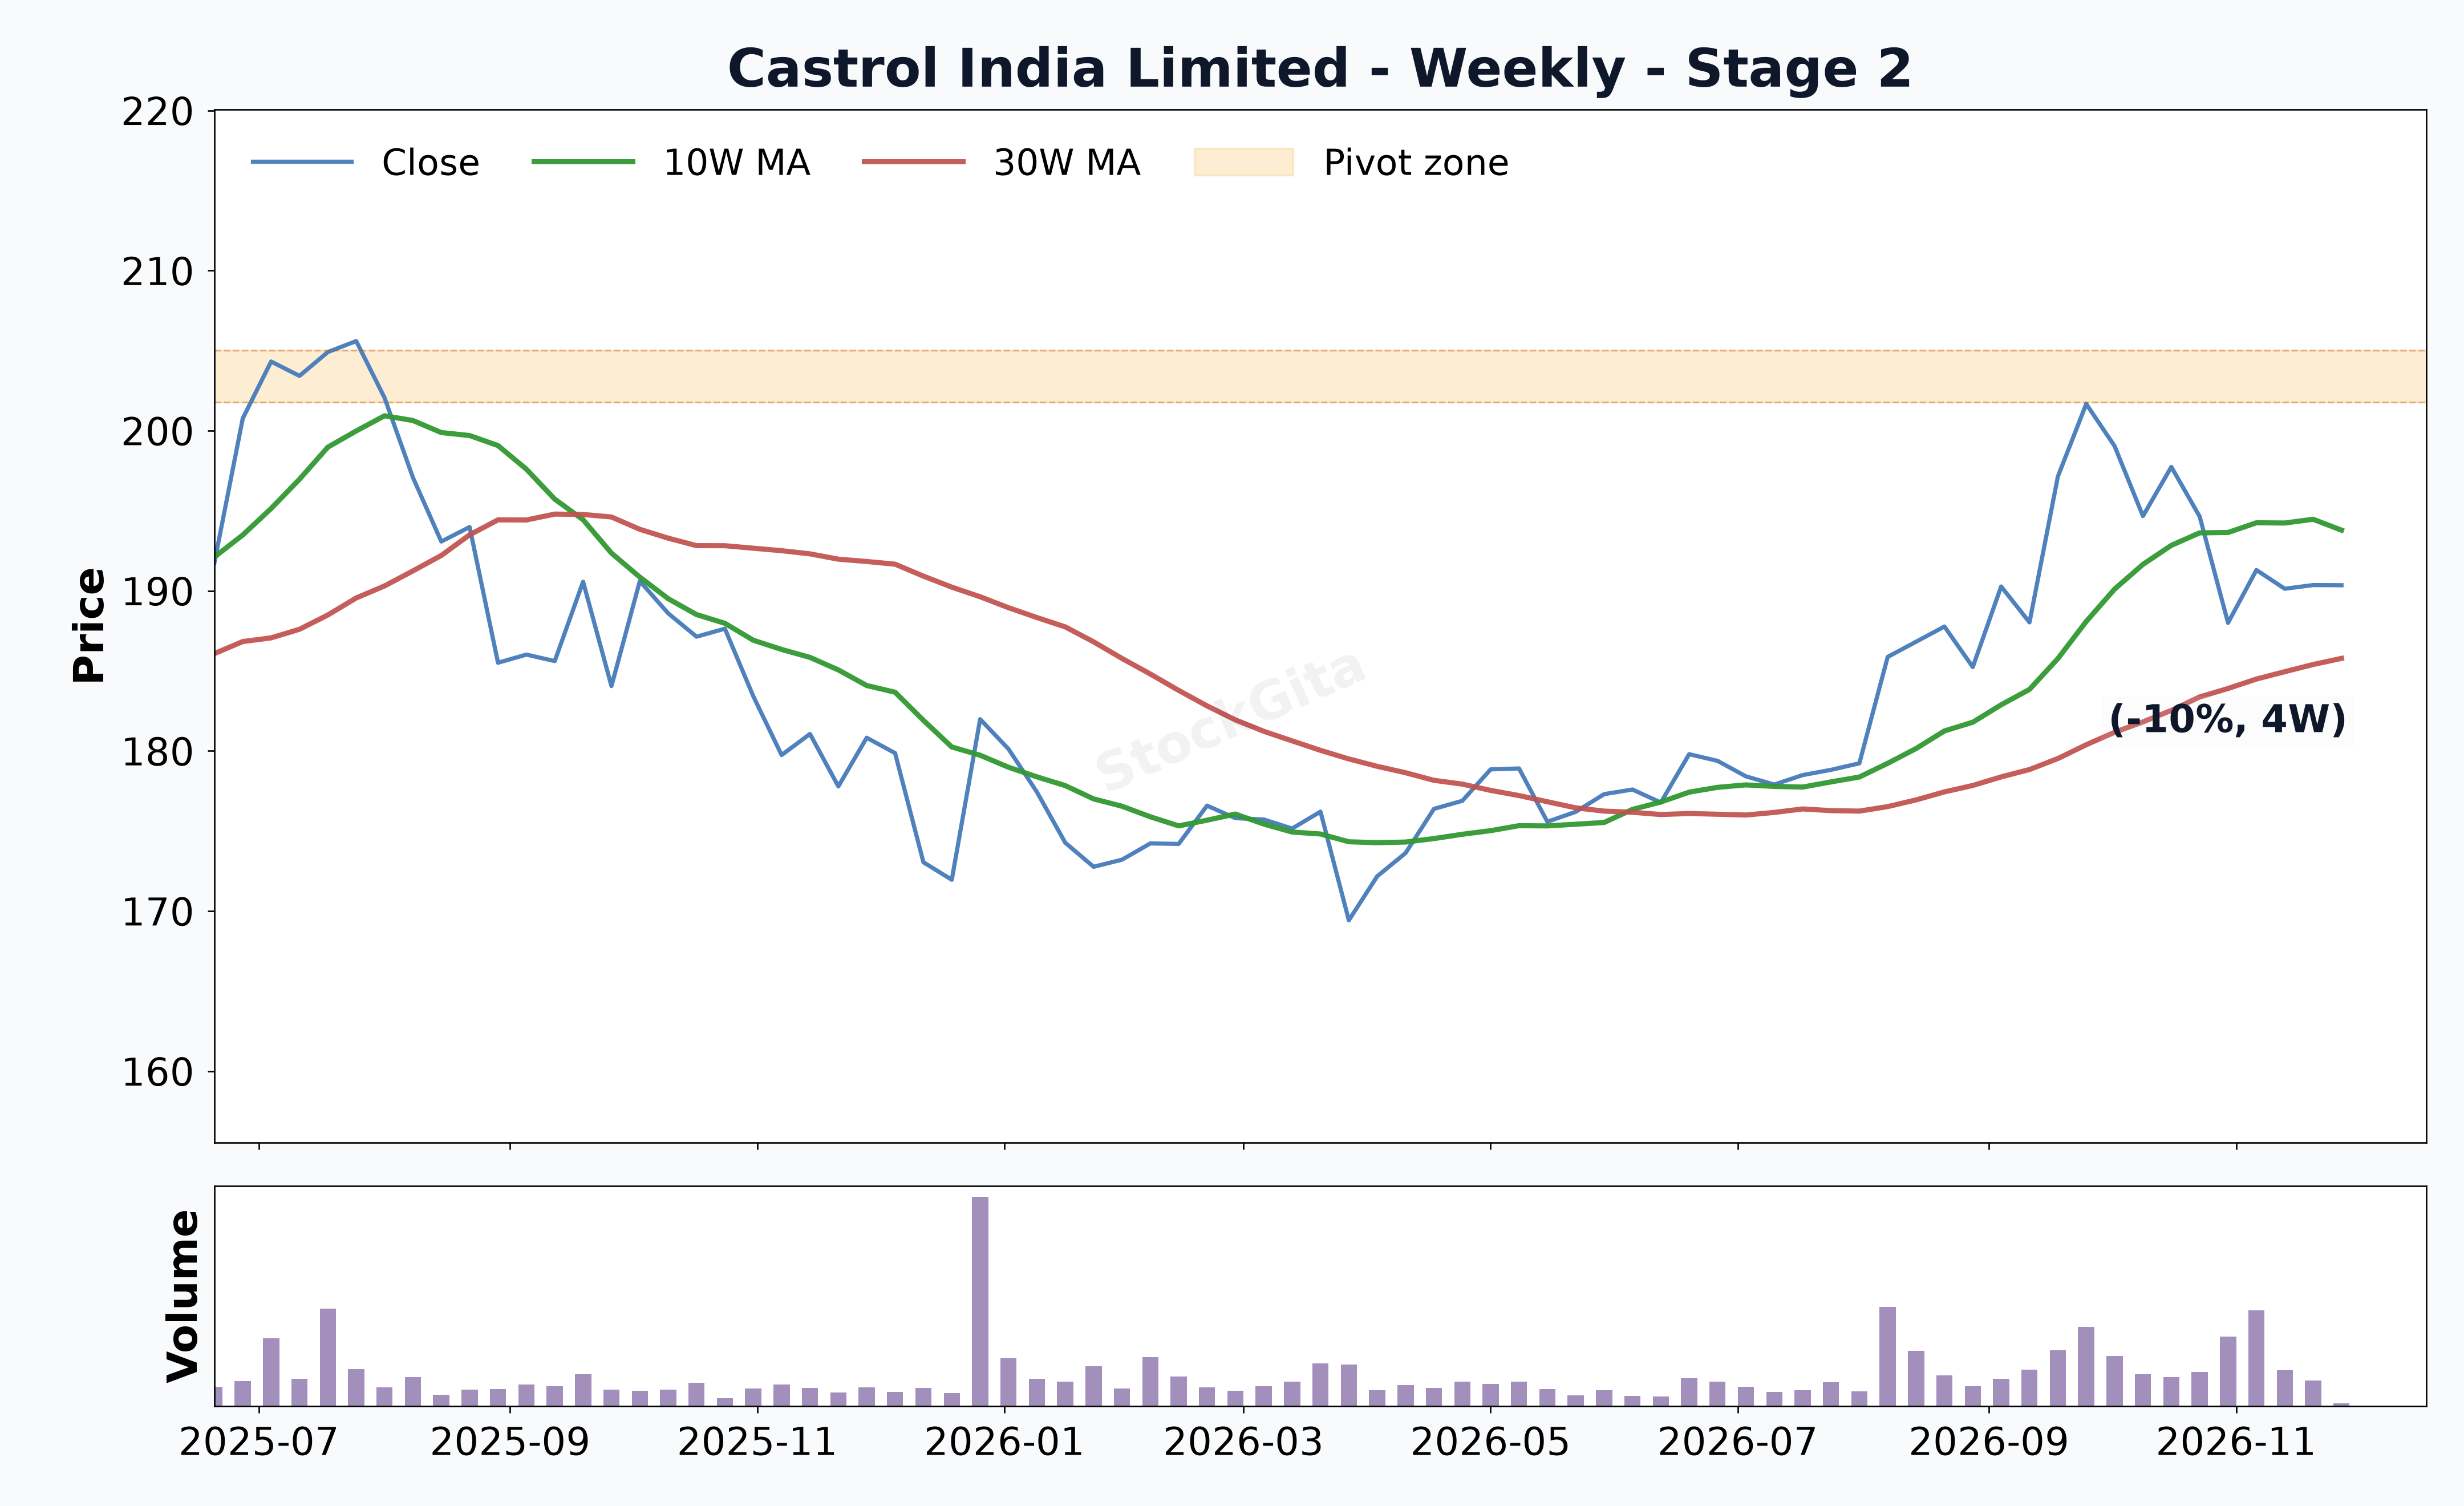 Castrol India Limited - Weekly - Stage 2
Close
10W MA
30W MA
Pivot zone
220
210
200
190
180
170
160
Price
StockGita
(-10%, 4W)
Volume
2025-07
2025-09
2025-11
2026-01
2026-03
2026-05
2026-07
2026-09
2026-11